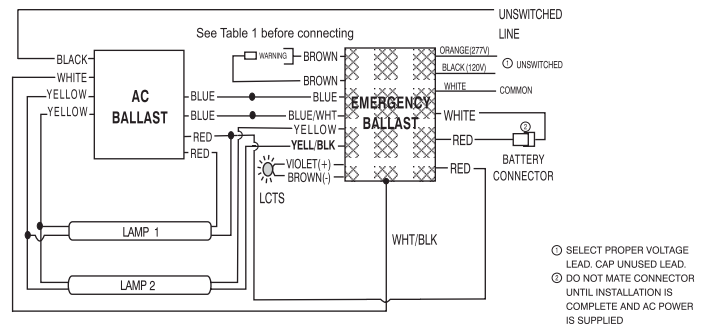 UNSWITCHED
LINE
See Table 1 before connecting
BLACK
WHITE
YELLOW
YELLOW
AC
BALLAST
BLUE
BLUE
RED
RED
WARNING
BROWN
BROWN
BLUE
BLUE/WHT
YELLOW
YELL/BLK
VIOLET(+)
BROWN(-)
LCTS
EMERGENCY
BALLAST
ORANGE(277V)
BLACK (120V)
① UNSWITCHED
WHITE
COMMON
WHITE
RED
②
BATTERY
CONNECTOR
RED
WHT/BLK
LAMP 1
LAMP 2
① SELECT PROPER VOLTAGE
LEAD. CAP UNUSED LEAD.
② DO NOT MATE CONNECTOR
UNTIL INSTALLATION IS
COMPLETE AND AC POWER
IS SUPPLIED